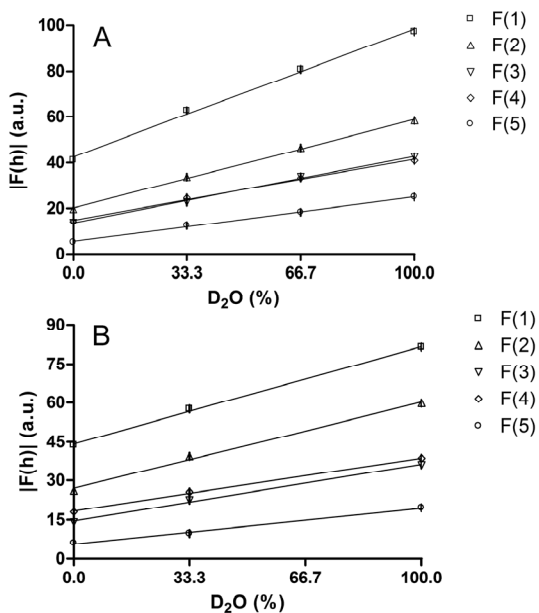 A
100
80
60
40
20
0
|F(h)| (a.u.)
0.0 33.3 66.7 100.0
D₂O (%)
F(1)
F(2)
F(3)
F(4)
F(5)
B
90
75
60
45
30
15
0
|F(h)| (a.u.)
0.0 33.3 66.7 100.0
D₂O (%)
F(1)
F(2)
F(3)
F(4)
F(5)